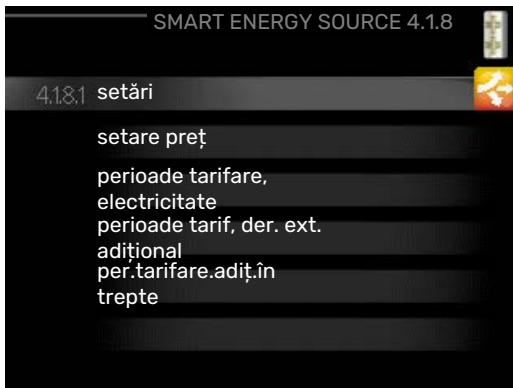 SMART ENERGY SOURCE 4.1.8
4.1.8.1 setări
setare preț
perioade tarifare,
electricitate
perioade tarif, der. ext.
adițional
per.tarifare.adiț.în
trepte